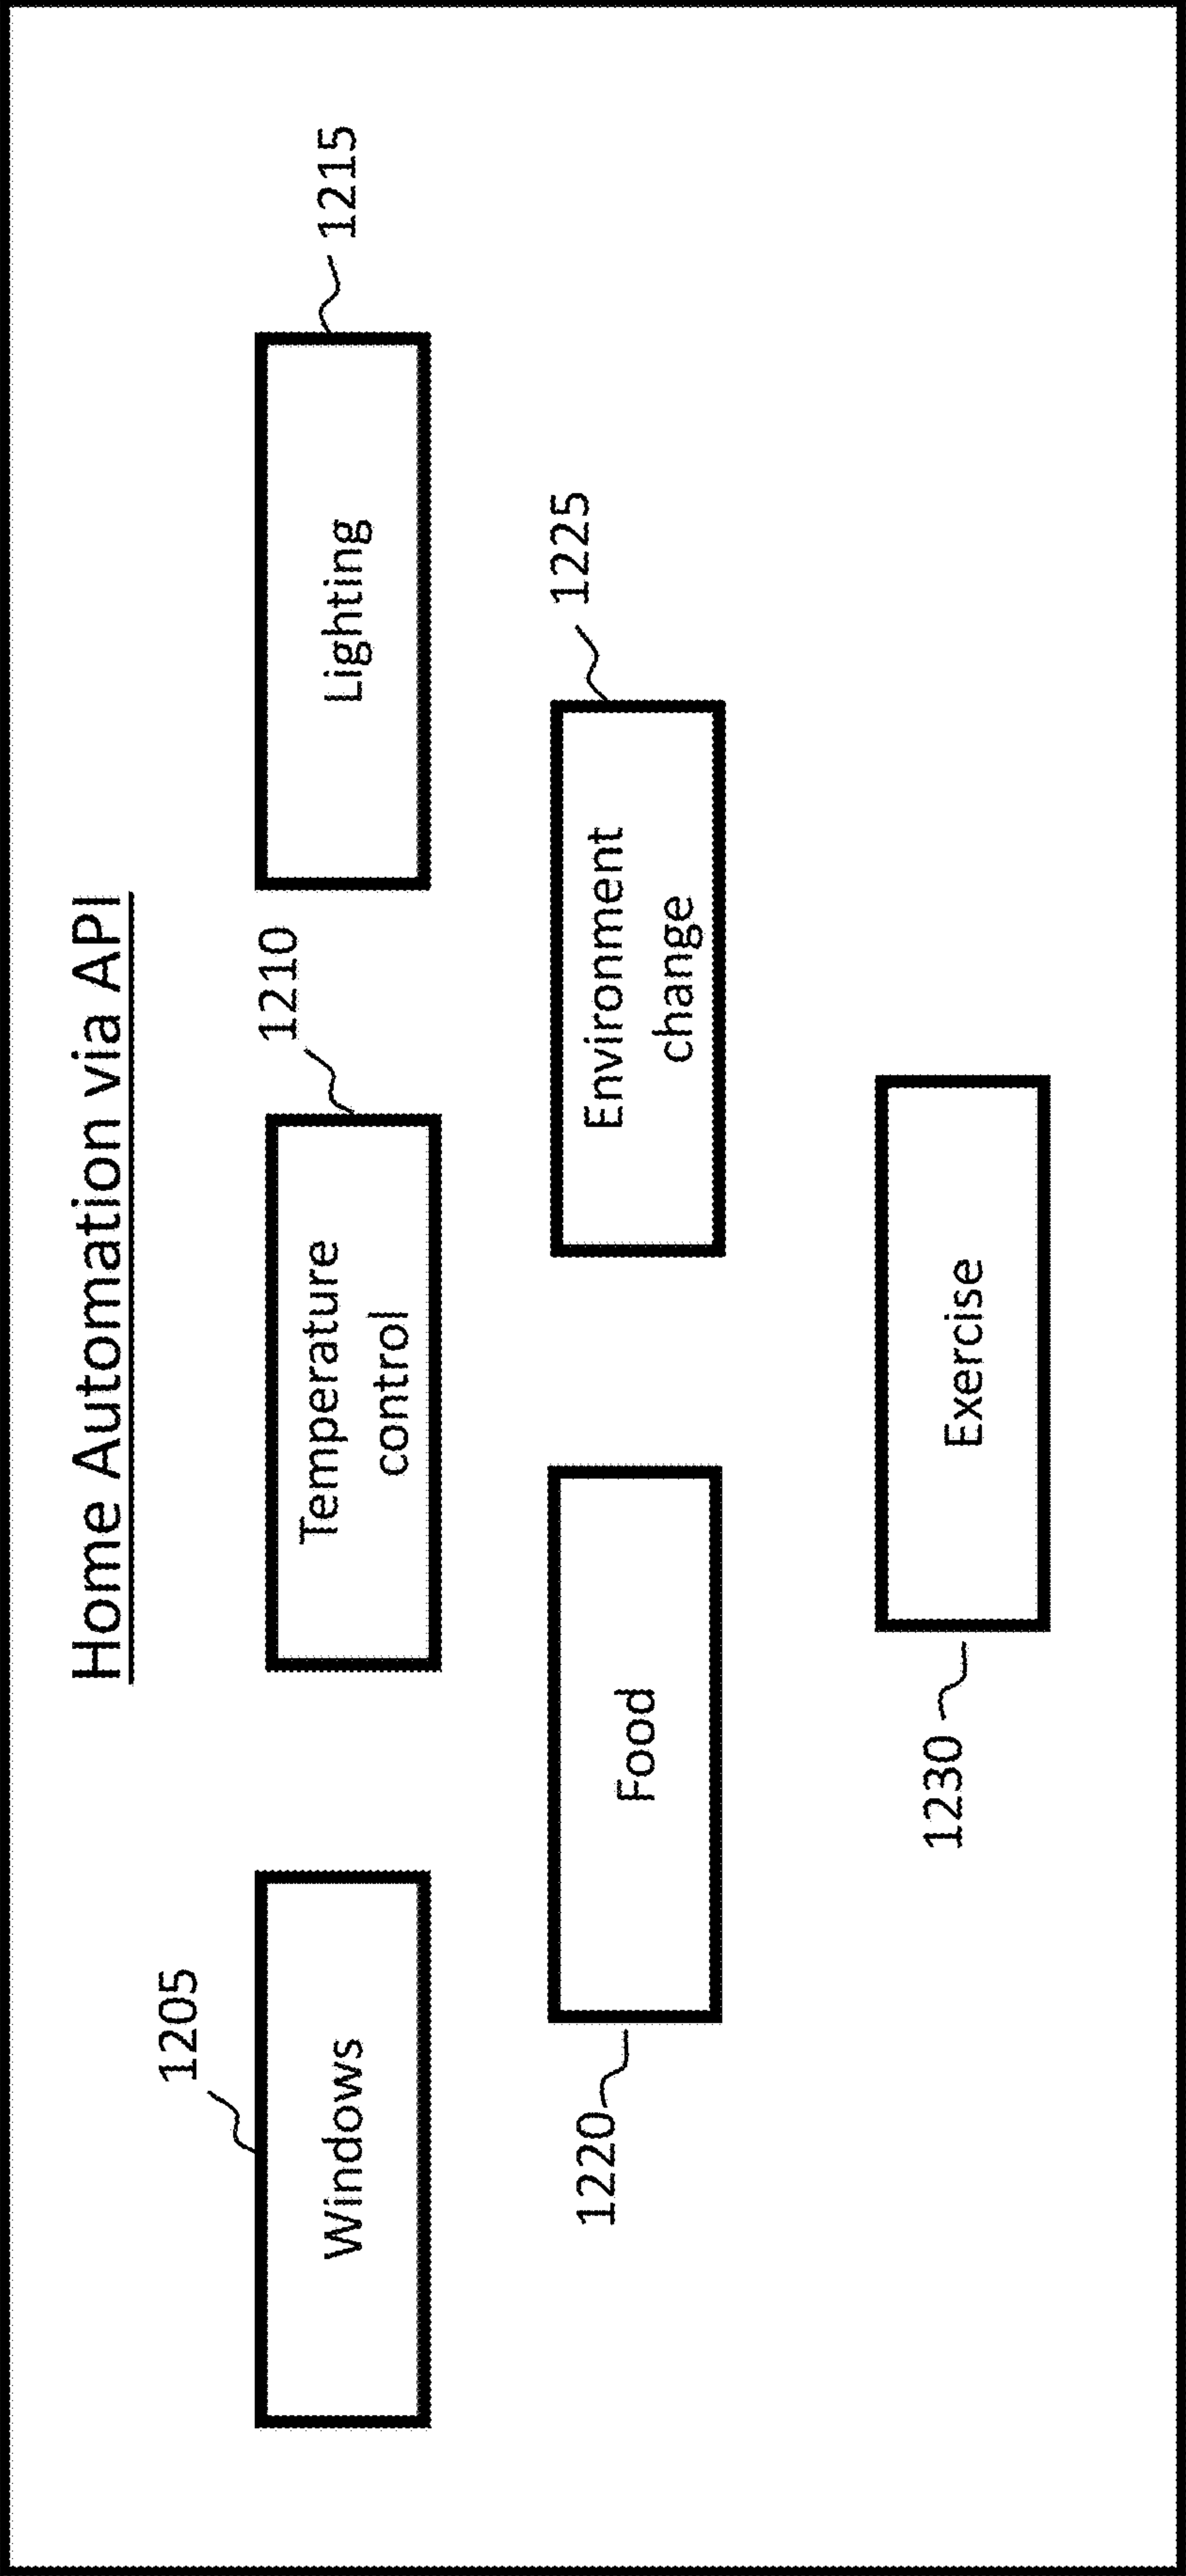 Home Automation via API
1205
Windows
1210
Temperature
control
1215
Lighting
1220
Food
1225
Environment
change
1230
Exercise